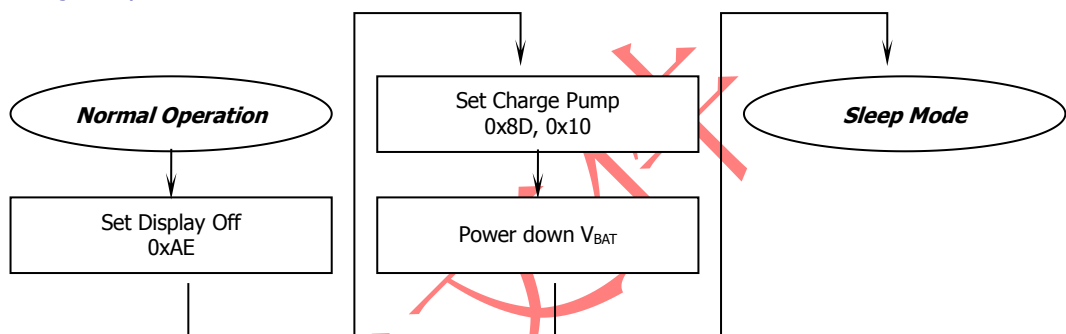 Normal Operation
Set Display Off
0xAE
Set Charge Pump
0x8D, 0x10
Power down VBAT
Sleep Mode